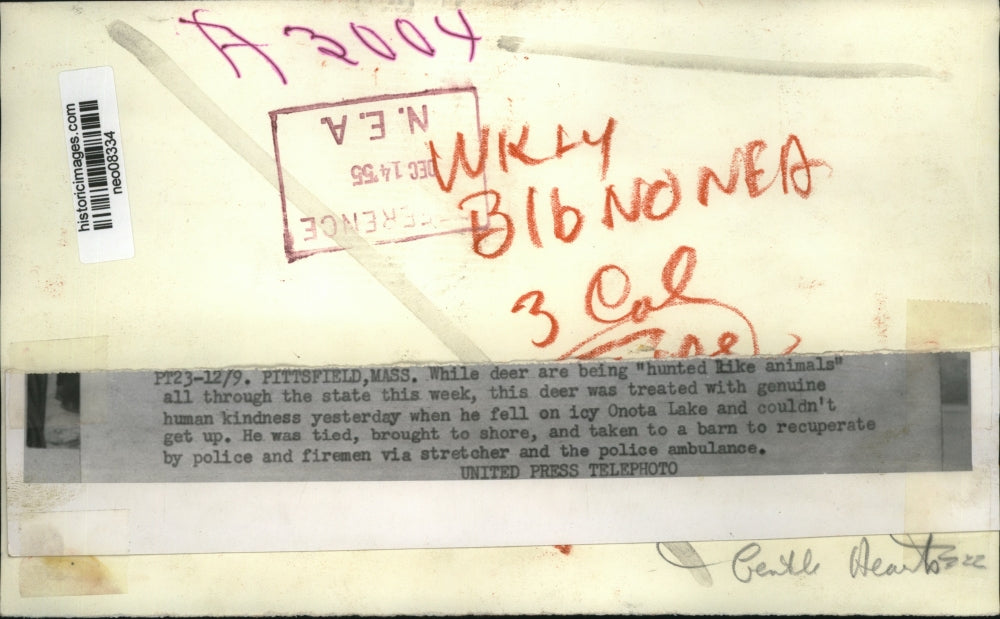 A 3004
historicimages.com
neo08334
N.E.A
DEC 14'55
REFERENCE
WKLY
B16 NO NEA
3 Col
PT23-12/9. PITTSFIELD,MASS. While deer are being "hunted like animals"
all through the state this week, this deer was treated with genuine
human kindness yesterday when he fell on icy Onota Lake and couldn't
get up. He was tied, brought to shore, and taken to a barn to recuperate
by police and firemen via stretcher and the police ambulance.
UNITED PRESS TELEPHOTO
Gentle Hearts